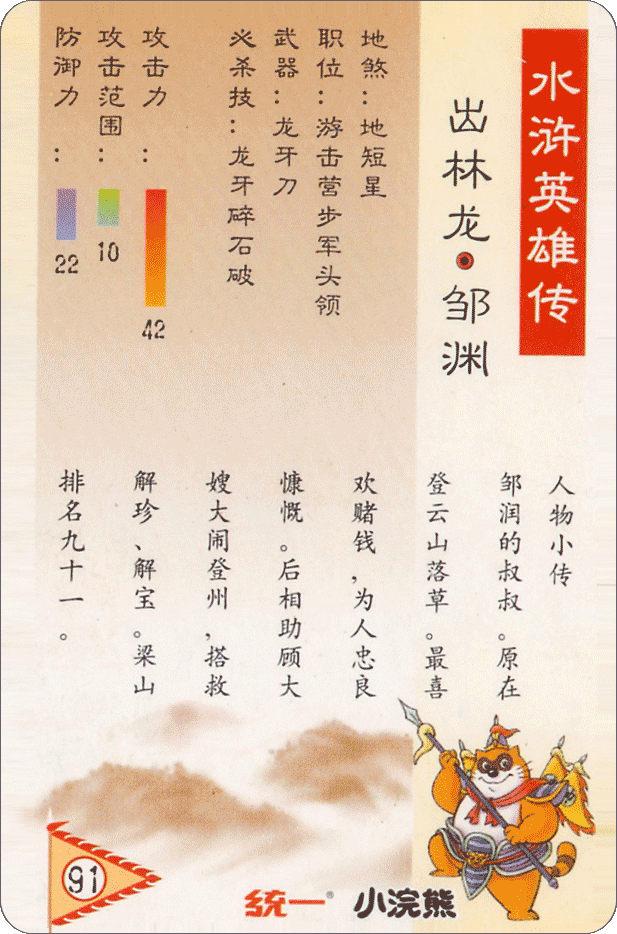 水浒英雄传
出林龙·邹渊
地煞：地短星
职位：游击营步军头领
武器：龙牙刀
必杀技：龙牙碎石破
攻击力：
42
攻击范围：
10
防御力：
22
人物小传
邹润的叔叔。原在
登云山落草。最喜
欢赌钱，为人忠良
慷慨。后相助顾大
嫂大闹登州，搭救
解珍、解宝。梁山
排名九十一。
91
統一® 小浣熊